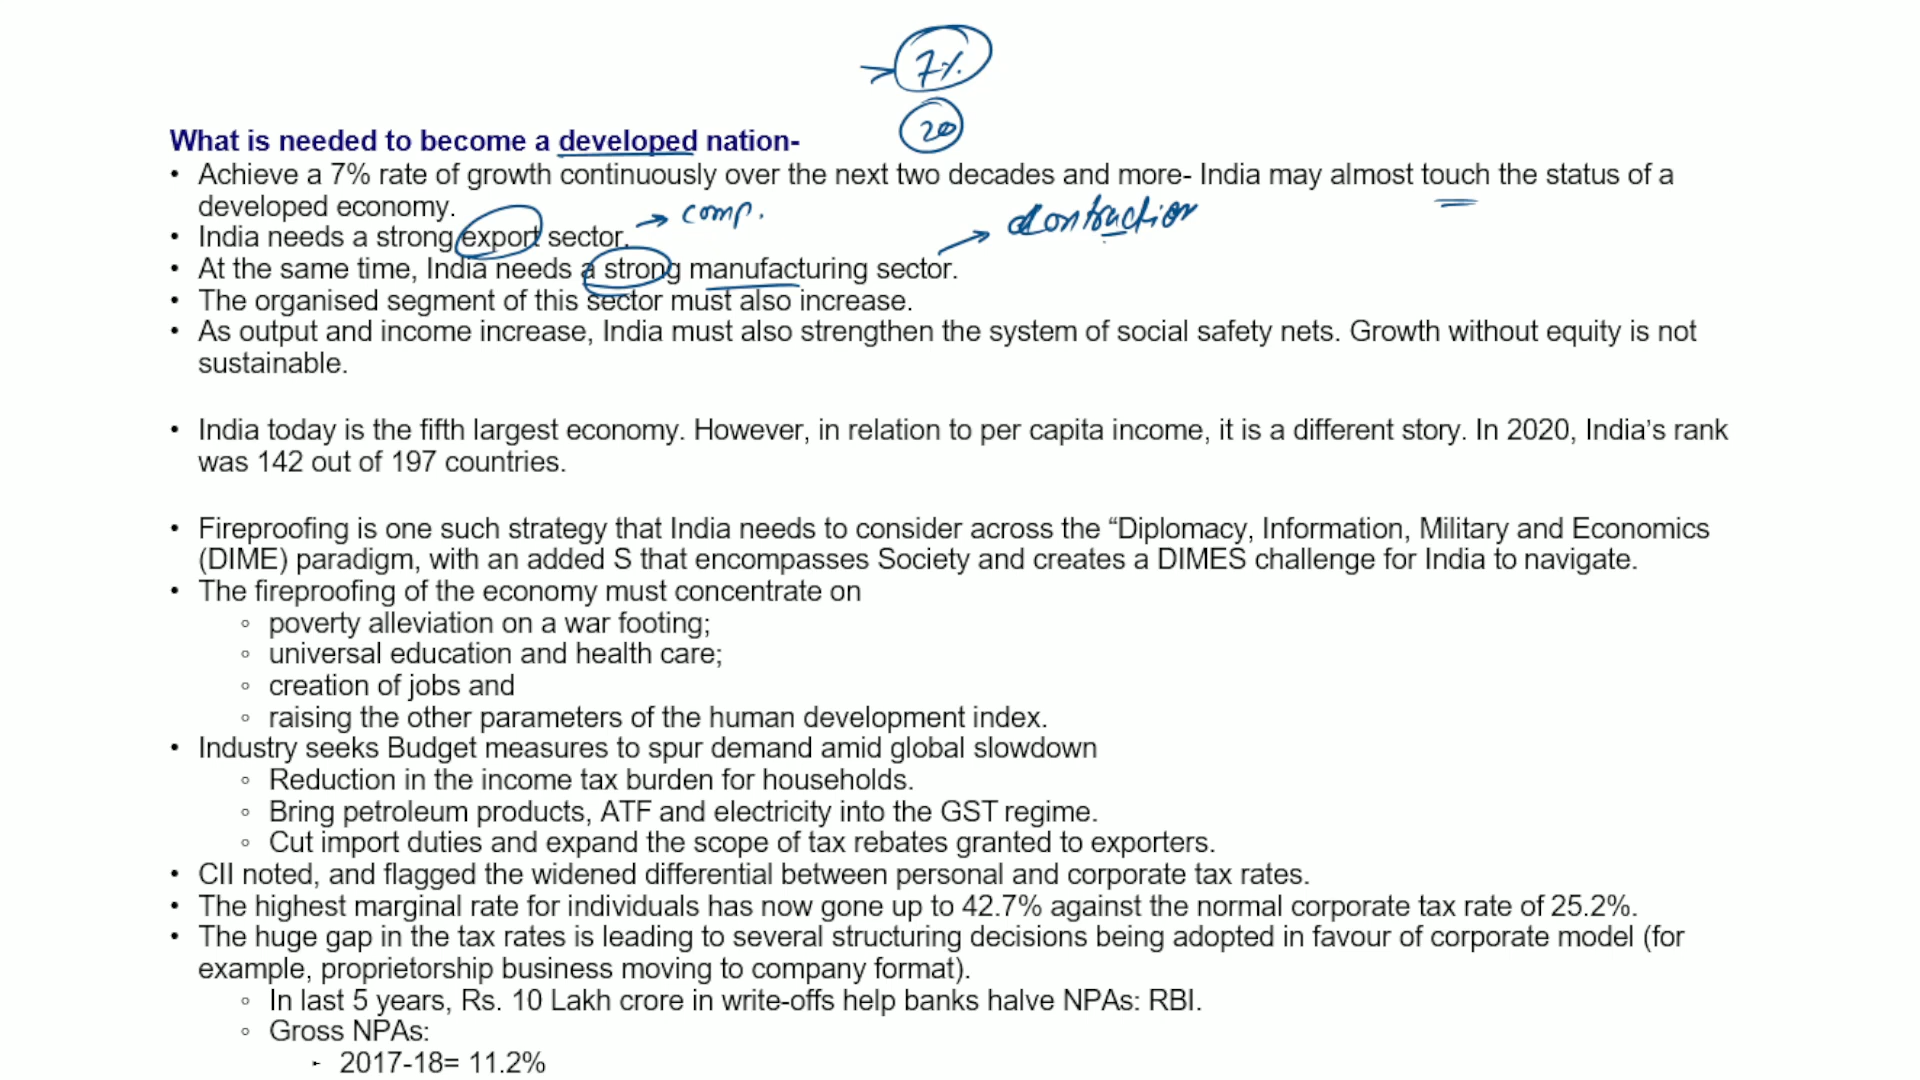 7%
20
What is needed to become a developed nation-
• Achieve a 7% rate of growth continuously over the next two decades and more- India may almost touch the status of a
developed economy.
→ comp.
contraction
• India needs a strong export sector.
• At the same time, India needs a strong manufacturing sector.
• The organised segment of this sector must also increase.
• As output and income increase, India must also strengthen the system of social safety nets. Growth without equity is not
sustainable.
• India today is the fifth largest economy. However, in relation to per capita income, it is a different story. In 2020, India's rank
was 142 out of 197 countries.
• Fireproofing is one such strategy that India needs to consider across the “Diplomacy, Information, Military and Economics
(DIME) paradigm, with an added S that encompasses Society and creates a DIMES challenge for India to navigate.
• The fireproofing of the economy must concentrate on
◦ poverty alleviation on a war footing;
◦ universal education and health care;
◦ creation of jobs and
◦ raising the other parameters of the human development index.
• Industry seeks Budget measures to spur demand amid global slowdown
◦ Reduction in the income tax burden for households.
◦ Bring petroleum products, ATF and electricity into the GST regime.
◦ Cut import duties and expand the scope of tax rebates granted to exporters.
• CII noted, and flagged the widened differential between personal and corporate tax rates.
• The highest marginal rate for individuals has now gone up to 42.7% against the normal corporate tax rate of 25.2%.
• The huge gap in the tax rates is leading to several structuring decisions being adopted in favour of corporate model (for
example, proprietorship business moving to company format).
◦ In last 5 years, Rs. 10 Lakh crore in write-offs help banks halve NPAs: RBI.
◦ Gross NPAs:
‣ 2017-18= 11.2%